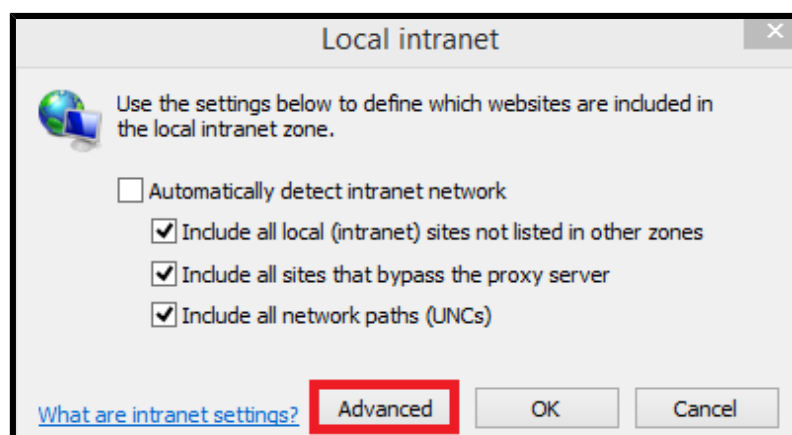 Local intranet
Use the settings below to define which websites are included in
the local intranet zone.
Automatically detect intranet network
Include all local (intranet) sites not listed in other zones
Include all sites that bypass the proxy server
Include all network paths (UNCs)
What are intranet settings? Advanced OK Cancel